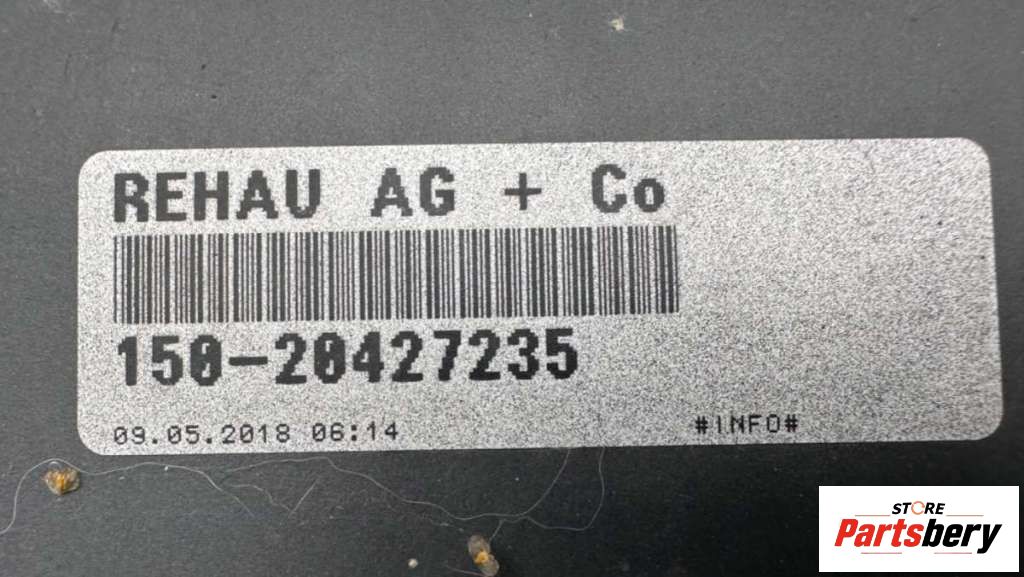 REHAU AG + Co
150-20427235
09.05.2018 06:14
#INFO#
STORE
Partsbery